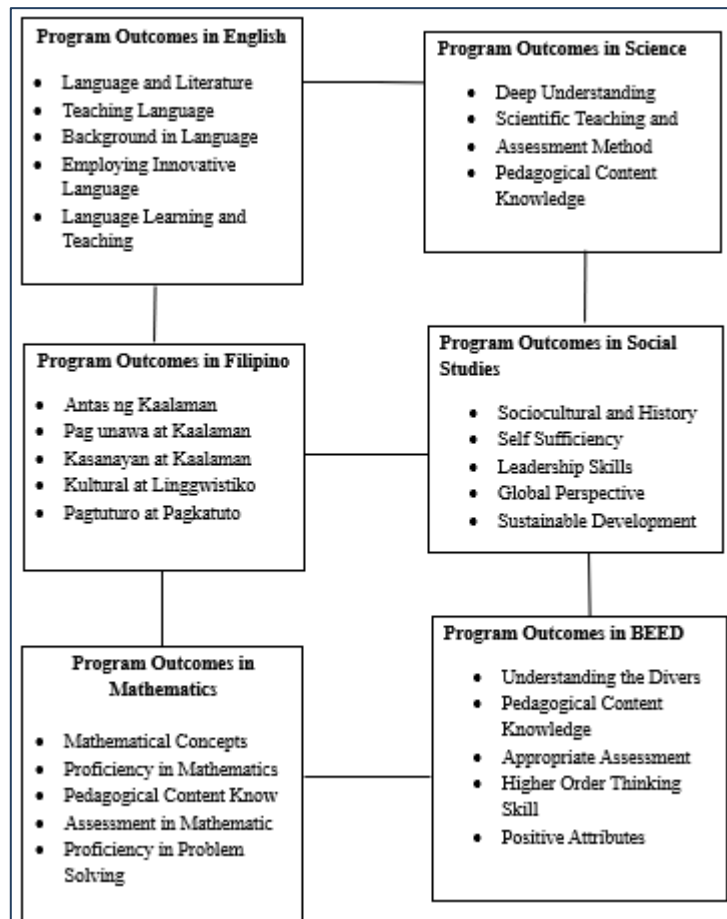 Program Outcomes in English
Language and Literature
Teaching Language
Background in Language
Employing Innovative
Language
Language Learning and
Teaching
Program Outcomes in Science
Deep Understanding
Scientific Teaching and
Assessment Method
Pedagogical Content
Knowledge
Program Outcomes in Filipino
Antas ng Kaalaman
Pag unawa at Kaalaman
Kasanayan at Kaalaman
Kultural at Linggwistiko
Pagtuturo at Pagkatuto
Program Outcomes in Social
Studies
Sociocultural and History
Self Sufficiency
Leadership Skills
Global Perspective
Sustainable Development
Program Outcomes in
Mathematics
Mathematical Concepts
Proficiency in Mathematics
Pedagogical Content Know
Assessment in Mathematic
Proficiency in Problem
Solving
Program Outcomes in BEED
Understanding the Divers
Pedagogical Content
Knowledge
Appropriate Assessment
Higher Order Thinking
Skill
Positive Attributes